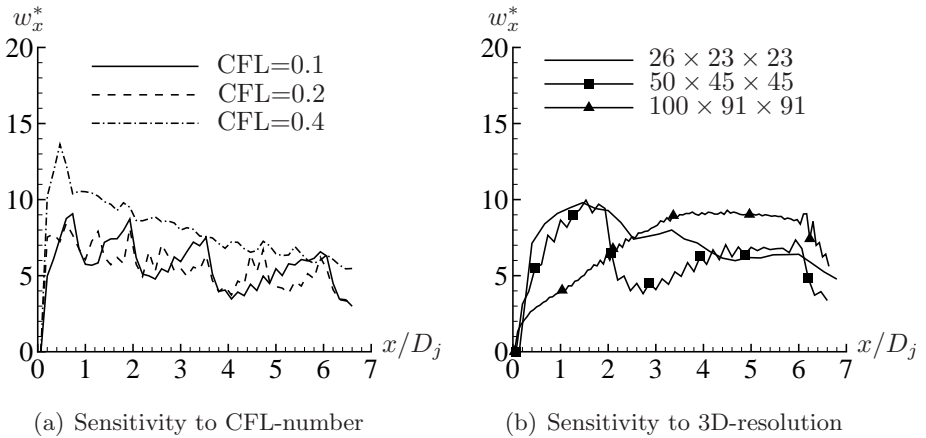 w*x
20
15
10
5
0
0 1 2 3 4 5 6 7
x/Dj
CFL=0.1
CFL=0.2
CFL=0.4
(a) Sensitivity to CFL-number
w*x
20
15
10
5
0
0 1 2 3 4 5 6 7
x/Dj
26 × 23 × 23
50 × 45 × 45
100 × 91 × 91
(b) Sensitivity to 3D-resolution